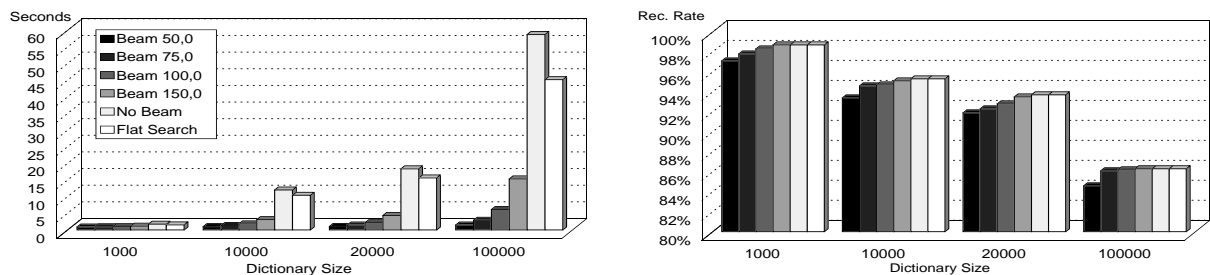 Seconds
60
55
50
45
40
35
30
25
20
15
10
5
0
Beam 50,0
Beam 75,0
Beam 100,0
Beam 150,0
No Beam
Flat Search
1000 10000 20000 100000
Dictionary Size
Rec. Rate
100%
98%
96%
94%
92%
90%
88%
86%
84%
82%
80%
1000 10000 20000 100000
Dictionary Size